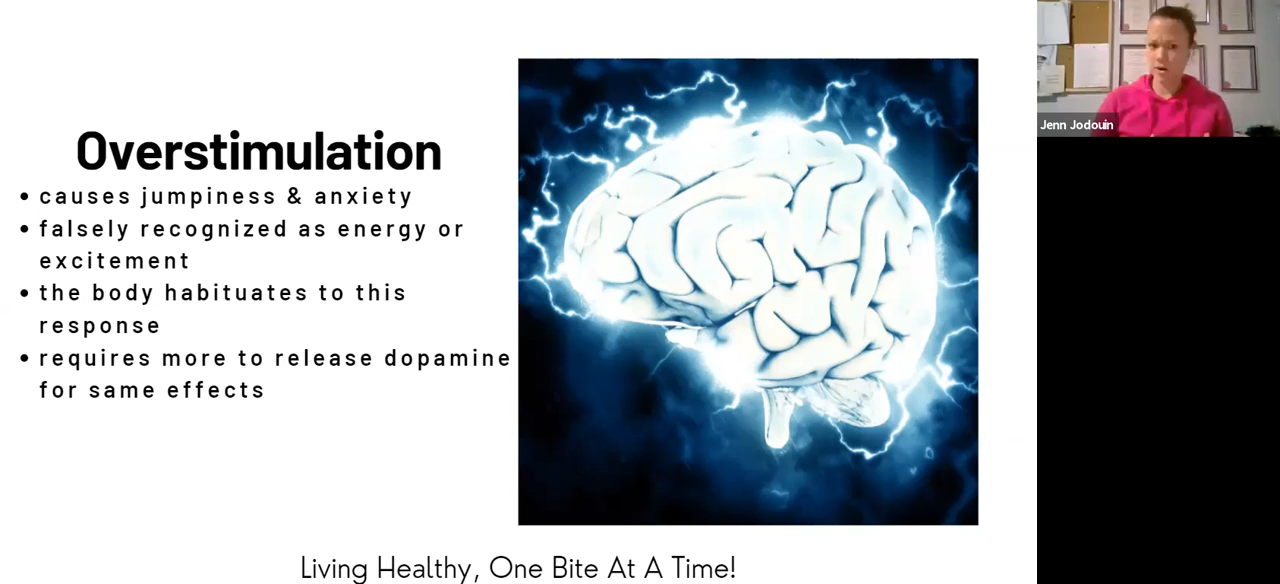 Overstimulation
• causes jumpiness & anxiety
• falsely recognized as energy or
excitement
• the body habituates to this
response
• requires more to release dopamine
for same effects
Living Healthy, One Bite At A Time!
Jenn Jodouin